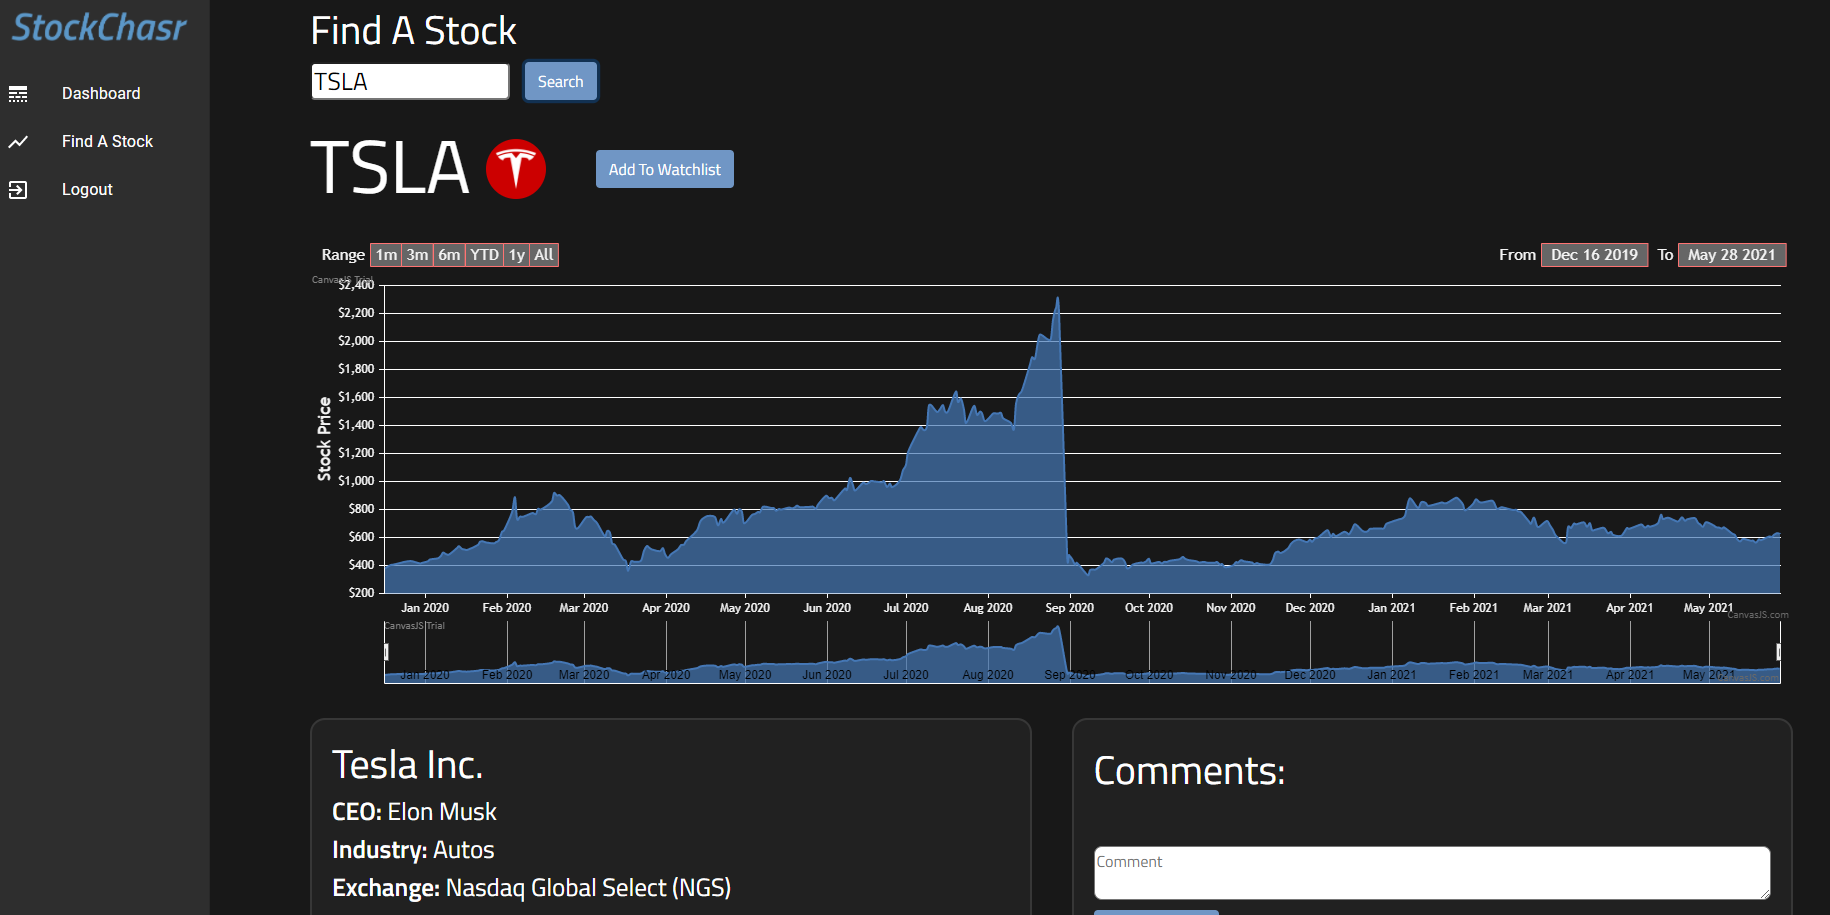 StockChasr
Dashboard
Find A Stock
Logout
Find A Stock
TSLA
Search
TSLA
Add To Watchlist
Range 1m 3m 6m YTD 1y All
From Dec 16 2019 To May 28 2021
CanvasJS Trial
Stock Price
$2,400
$2,200
$2,000
$1,800
$1,600
$1,400
$1,200
$1,000
$800
$600
$400
$200
Jan 2020 Feb 2020 Mar 2020 Apr 2020 May 2020 Jun 2020 Jul 2020 Aug 2020 Sep 2020 Oct 2020 Nov 2020 Dec 2020 Jan 2021 Feb 2021 Mar 2021 Apr 2021 May 2021
CanvasJS.com
CanvasJS Trial
Jan 2020 Feb 2020 Mar 2020 Apr 2020 May 2020 Jun 2020 Jul 2020 Aug 2020 Sep 2020 Oct 2020 Nov 2020 Dec 2020 Jan 2021 Feb 2021 Mar 2021 Apr 2021 May 2021
CanvasJS.com
Tesla Inc.
CEO: Elon Musk
Industry: Autos
Exchange: Nasdaq Global Select (NGS)
Comments:
Comment